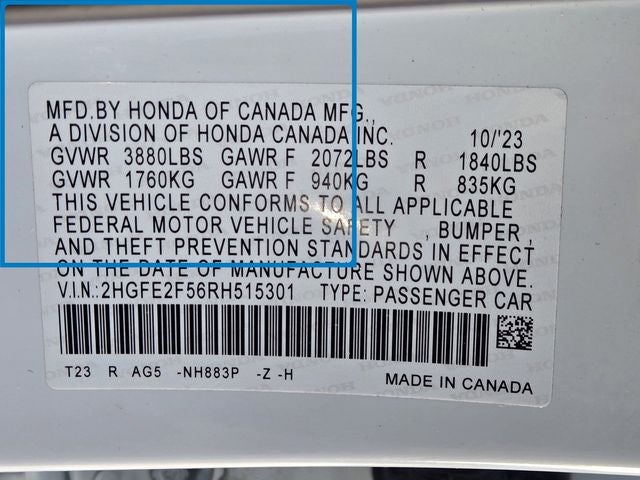 MFD.BY HONDA OF CANADA MFG.,
A DIVISION OF HONDA CANADA INC. 10/'23
GVWR 3880LBS GAWR F 2072LBS R 1840LBS
GVWR 1760KG GAWR F 940KG R 835KG
THIS VEHICLE CONFORMS TO ALL APPLICABLE
FEDERAL MOTOR VEHICLE SAFETY , BUMPER ,
AND THEFT PREVENTION STANDARDS IN EFFECT
ON THE DATE OF MANUFACTURE SHOWN ABOVE.
V.I.N.:2HGFE2F56RH515301 TYPE: PASSENGER CAR
T23 R AG5 -NH883P -Z -H
MADE IN CANADA